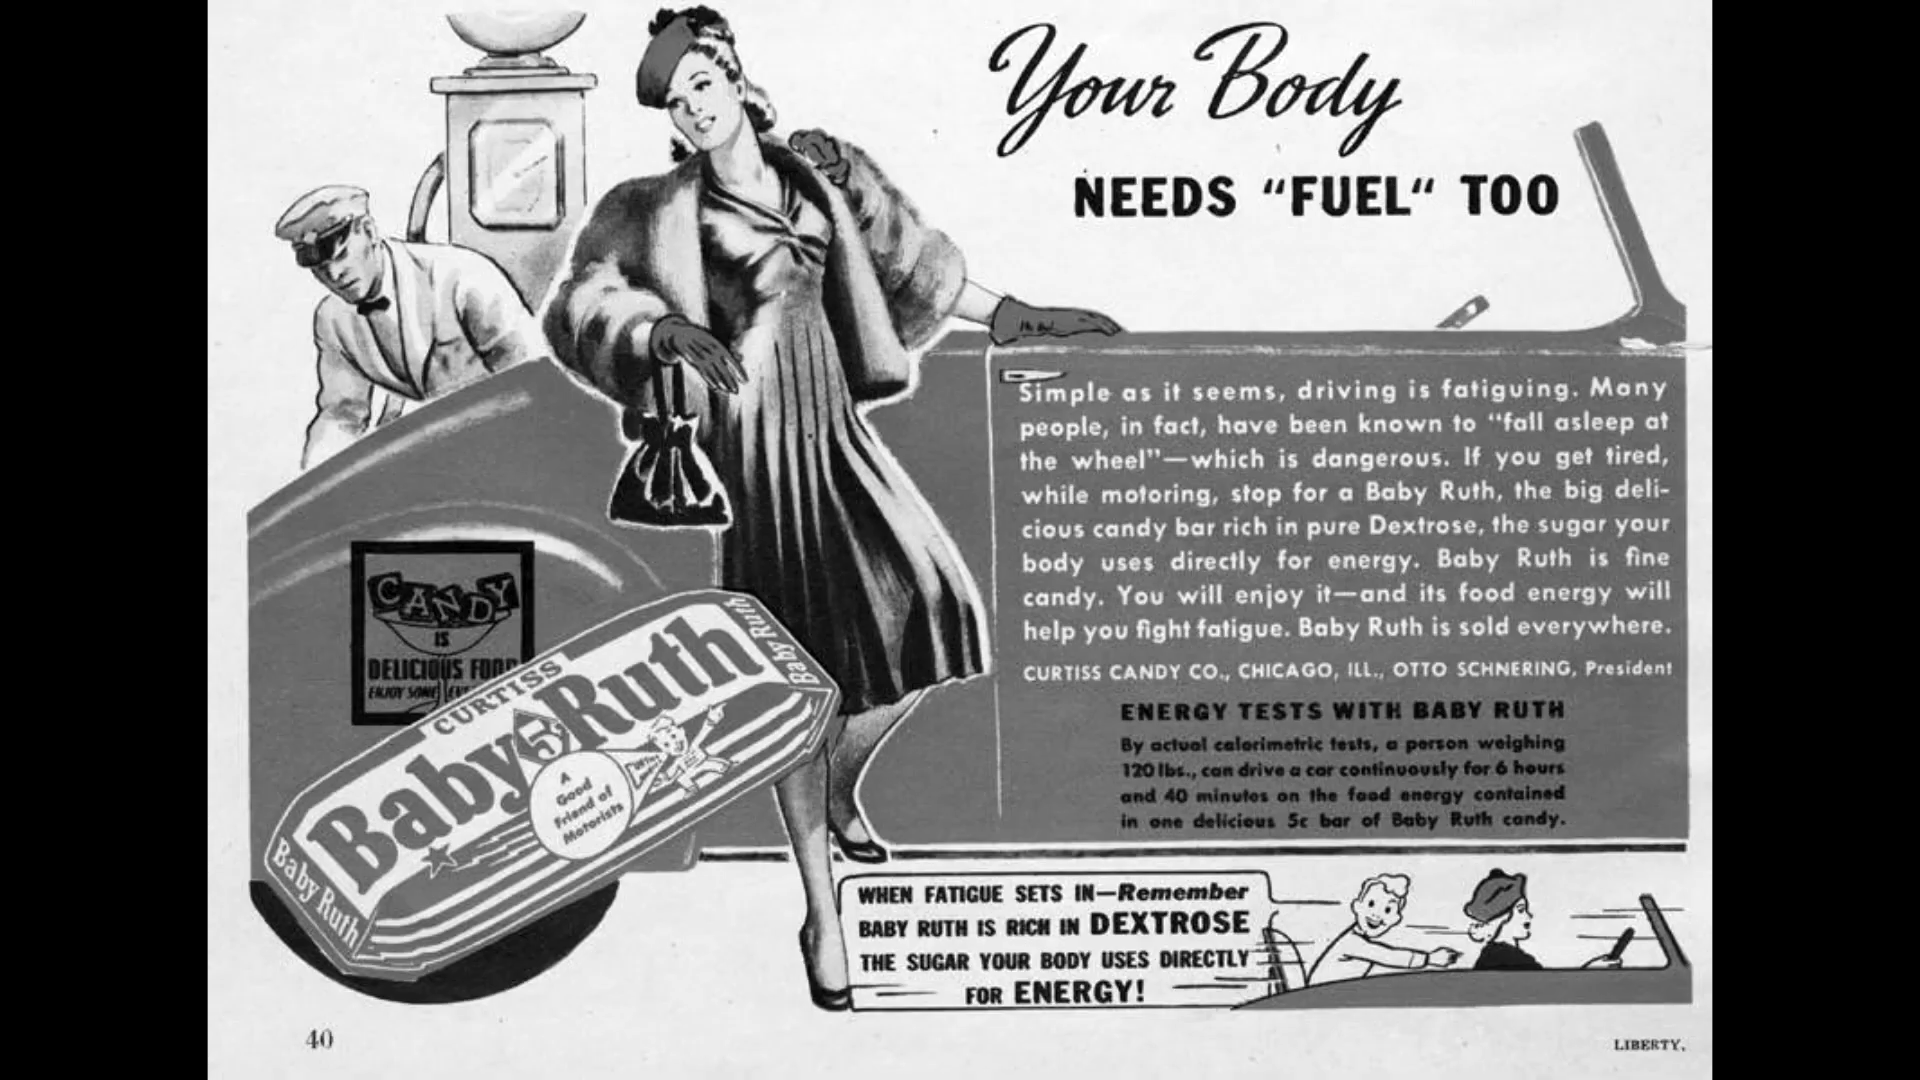 Your Body
NEEDS "FUEL" TOO
Simple as it seems, driving is fatiguing. Many
people, in fact, have been known to "fall asleep at
the wheel"—which is dangerous. If you get tired,
while motoring, stop for a Baby Ruth, the big deli-
cious candy bar rich in pure Dextrose, the sugar your
body uses directly for energy. Baby Ruth is fine
candy. You will enjoy it—and its food energy will
help you fight fatigue. Baby Ruth is sold everywhere.
CURTISS CANDY CO., CHICAGO, ILL., OTTO SCHNERING, President
ENERGY TESTS WITH BABY RUTH
By actual calorimetric tests, a person weighing
120 lbs., can drive a car continuously for 6 hours
and 40 minutes on the food energy contained
in one delicious 5c bar of Baby Ruth candy.
CANDY
IS
DELICIOUS FOOD
ENJOY SOME
CURTISS
Baby Ruth
5¢
Baby Ruth
Baby Ruth
A
Good
Friend of
Motorists
WHEN FATIGUE SETS IN—Remember
BABY RUTH IS RICH IN DEXTROSE
THE SUGAR YOUR BODY USES DIRECTLY
FOR ENERGY!
40
LIBERTY,